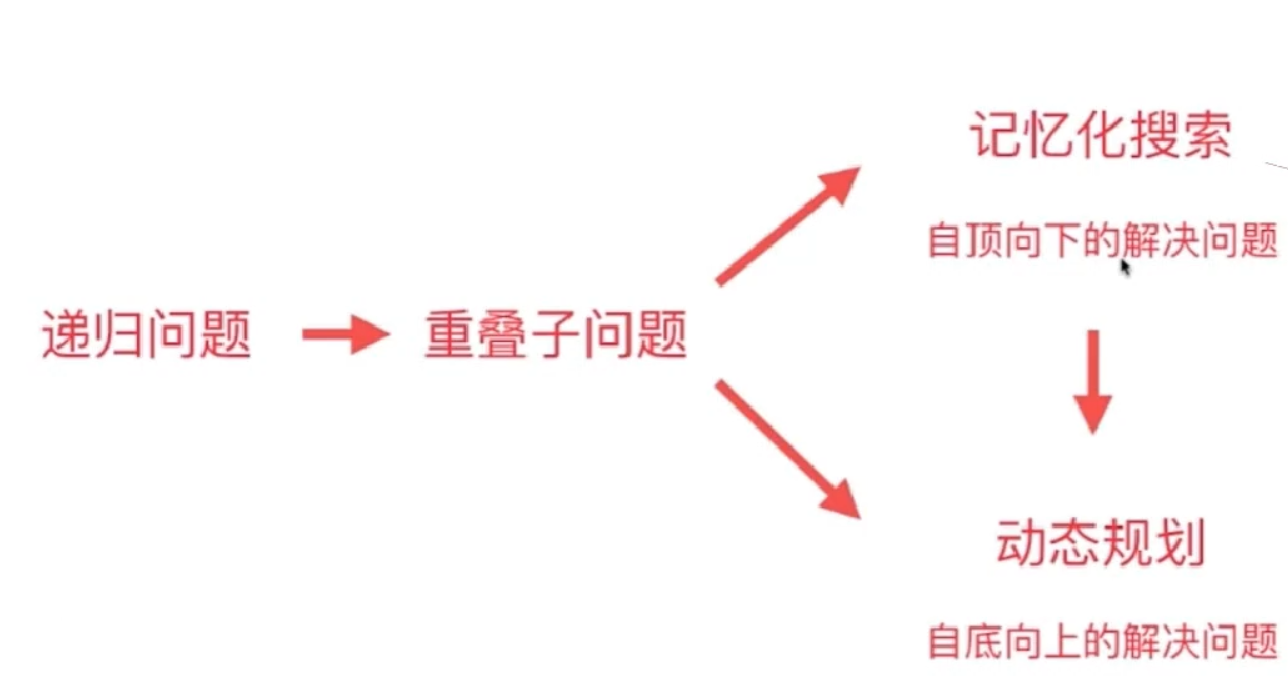 记忆化搜索
自顶向下的解决问题
递归问题
重叠子问题
动态规划
自底向上的解决问题